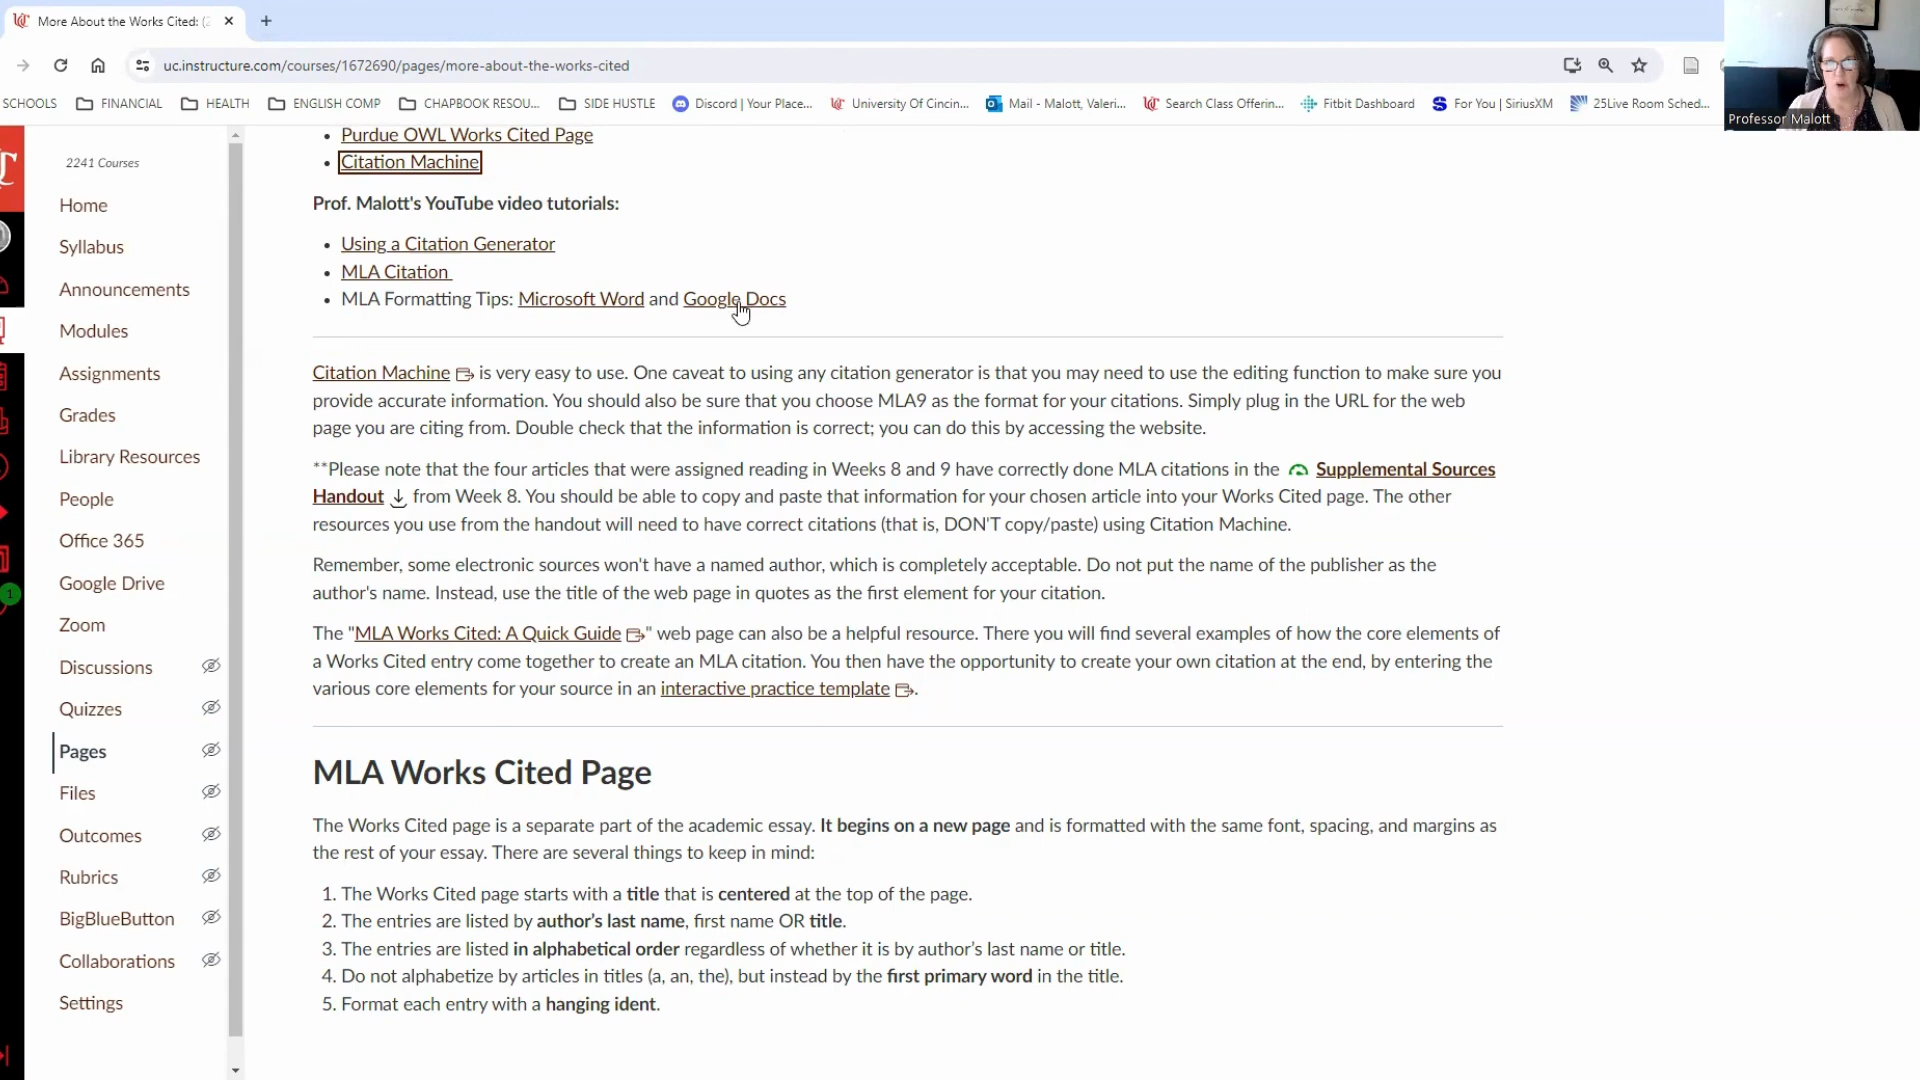 More About the Works Cited: (2
uc.instructure.com/courses/1672690/pages/more-about-the-works-cited
SCHOOLS FINANCIAL HEALTH ENGLISH COMP CHAPBOOK RESOU... SIDE HUSTLE Discord | Your Place... University Of Cincin... Mail - Malott, Valeri... Search Class Offerin... Fitbit Dashboard For You | SiriusXM 25Live Room Sched...
Professor Malott
2241 Courses
Home
Syllabus
Announcements
Modules
Assignments
Grades
Library Resources
People
Office 365
Google Drive
1
Zoom
Discussions
Quizzes
Pages
Files
Outcomes
Rubrics
BigBlueButton
Collaborations
Settings
• Purdue OWL Works Cited Page
• Citation Machine
Prof. Malott's YouTube video tutorials:
• Using a Citation Generator
• MLA Citation
• MLA Formatting Tips: Microsoft Word and Google Docs
Citation Machine is very easy to use. One caveat to using any citation generator is that you may need to use the editing function to make sure you
provide accurate information. You should also be sure that you choose MLA9 as the format for your citations. Simply plug in the URL for the web
page you are citing from. Double check that the information is correct; you can do this by accessing the website.
**Please note that the four articles that were assigned reading in Weeks 8 and 9 have correctly done MLA citations in the Supplemental Sources
Handout from Week 8. You should be able to copy and paste that information for your chosen article into your Works Cited page. The other
resources you use from the handout will need to have correct citations (that is, DON'T copy/paste) using Citation Machine.
Remember, some electronic sources won't have a named author, which is completely acceptable. Do not put the name of the publisher as the
author's name. Instead, use the title of the web page in quotes as the first element for your citation.
The "MLA Works Cited: A Quick Guide" web page can also be a helpful resource. There you will find several examples of how the core elements of
a Works Cited entry come together to create an MLA citation. You then have the opportunity to create your own citation at the end, by entering the
various core elements for your source in an interactive practice template.
MLA Works Cited Page
The Works Cited page is a separate part of the academic essay. It begins on a new page and is formatted with the same font, spacing, and margins as
the rest of your essay. There are several things to keep in mind:
1. The Works Cited page starts with a title that is centered at the top of the page.
2. The entries are listed by author's last name, first name OR title.
3. The entries are listed in alphabetical order regardless of whether it is by author's last name or title.
4. Do not alphabetize by articles in titles (a, an, the), but instead by the first primary word in the title.
5. Format each entry with a hanging ident.